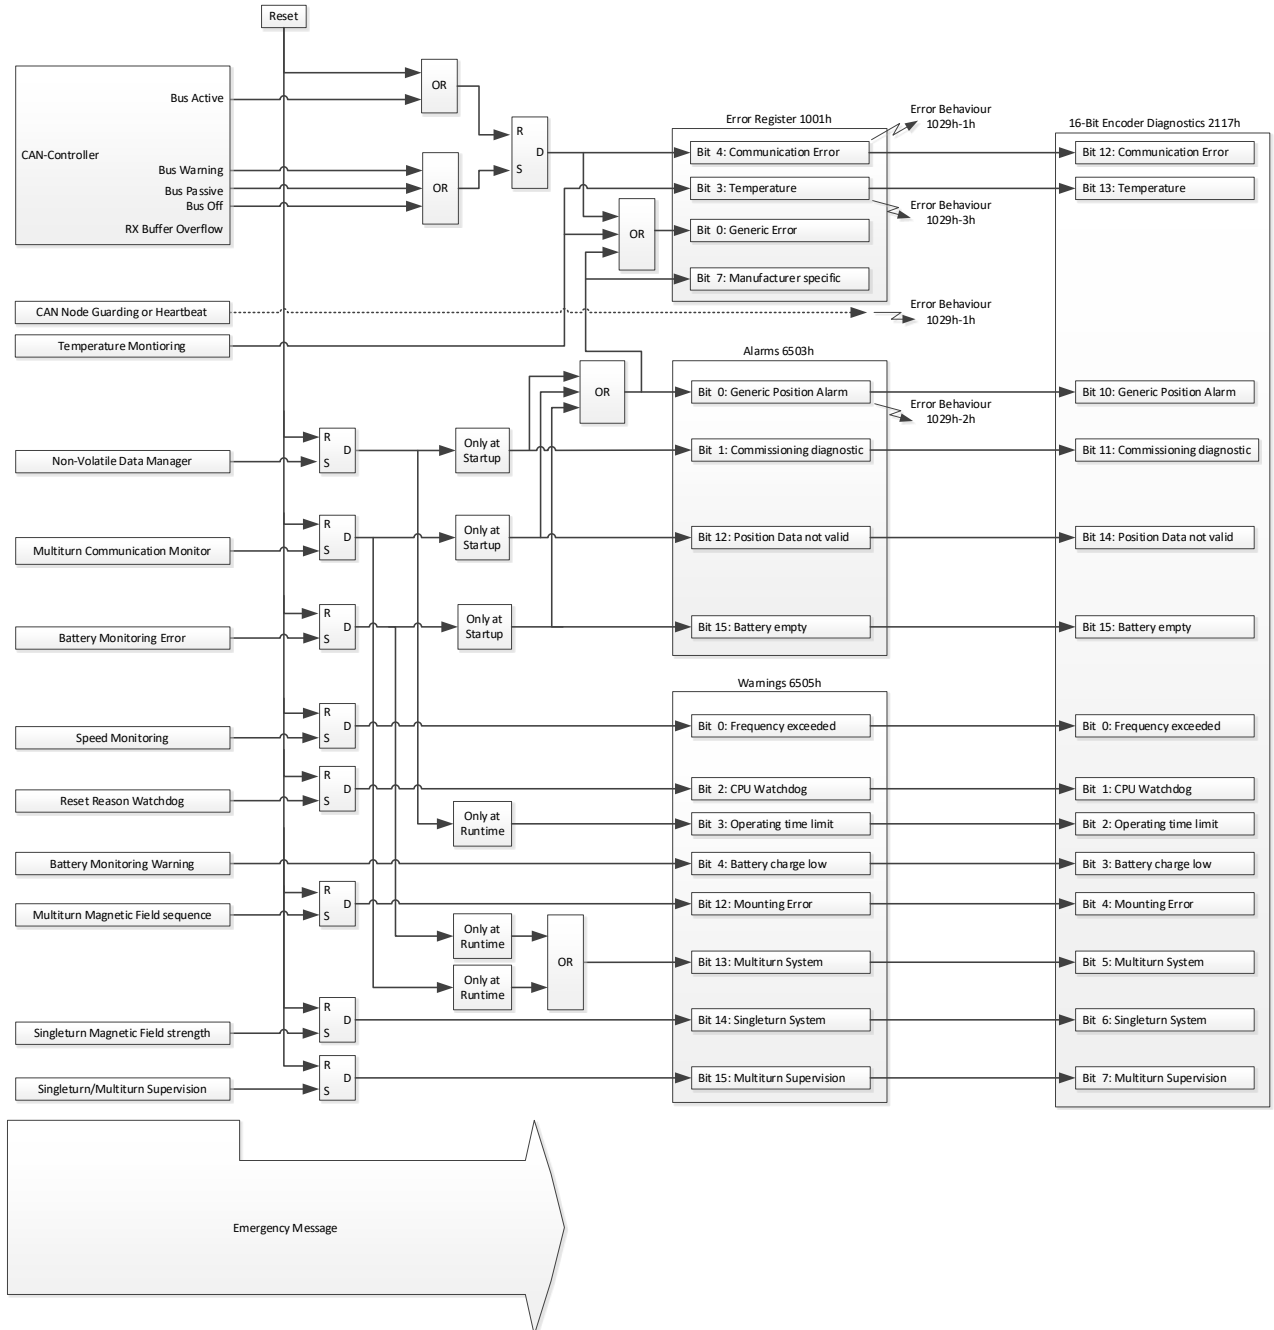 Reset
OR
Bus Active
CAN-Controller
Bus Warning
Bus Passive
Bus Off
RX Buffer Overflow
OR
R
D
S
Error Register 1001h
Bit 4: Communication Error
Bit 3: Temperature
Bit 0: Generic Error
Bit 7: Manufacturer specific
OR
Error Behaviour
1029h-1h
Error Behaviour
1029h-3h
Error Behaviour
1029h-1h
16-Bit Encoder Diagnostics 2117h
Bit 12: Communication Error
Bit 13: Temperature
CAN Node Guarding or Heartbeat
Temperature Montioring
Alarms 6503h
OR
Bit 0: Generic Position Alarm
Error Behaviour
1029h-2h
Bit 10: Generic Position Alarm
Non-Volatile Data Manager
R
D
S
Only at
Startup
Bit 1: Commissioning diagnostic
Bit 11: Commissioning diagnostic
Multiturn Communication Monitor
R
D
S
Only at
Startup
Bit 12: Position Data not valid
Bit 14: Position Data not valid
Battery Monitoring Error
R
D
S
Only at
Startup
Bit 15: Battery empty
Bit 15: Battery empty
Warnings 6505h
Speed Monitoring
R
D
S
Bit 0: Frequency exceeded
Bit 0: Frequency exceeded
Reset Reason Watchdog
R
D
S
Bit 2: CPU Watchdog
Bit 1: CPU Watchdog
Only at
Runtime
Bit 3: Operating time limit
Bit 2: Operating time limit
Battery Monitoring Warning
Bit 4: Battery charge low
Bit 3: Battery charge low
Multiturn Magnetic Field sequence
R
D
S
Bit 12: Mounting Error
Bit 4: Mounting Error
Only at
Runtime
Only at
Runtime
OR
Bit 13: Multiturn System
Bit 5: Multiturn System
Singleturn Magnetic Field strength
R
D
S
Bit 14: Singleturn System
Bit 6: Singleturn System
Singleturn/Multiturn Supervision
R
D
S
Bit 15: Multiturn Supervision
Bit 7: Multiturn Supervision
Emergency Message